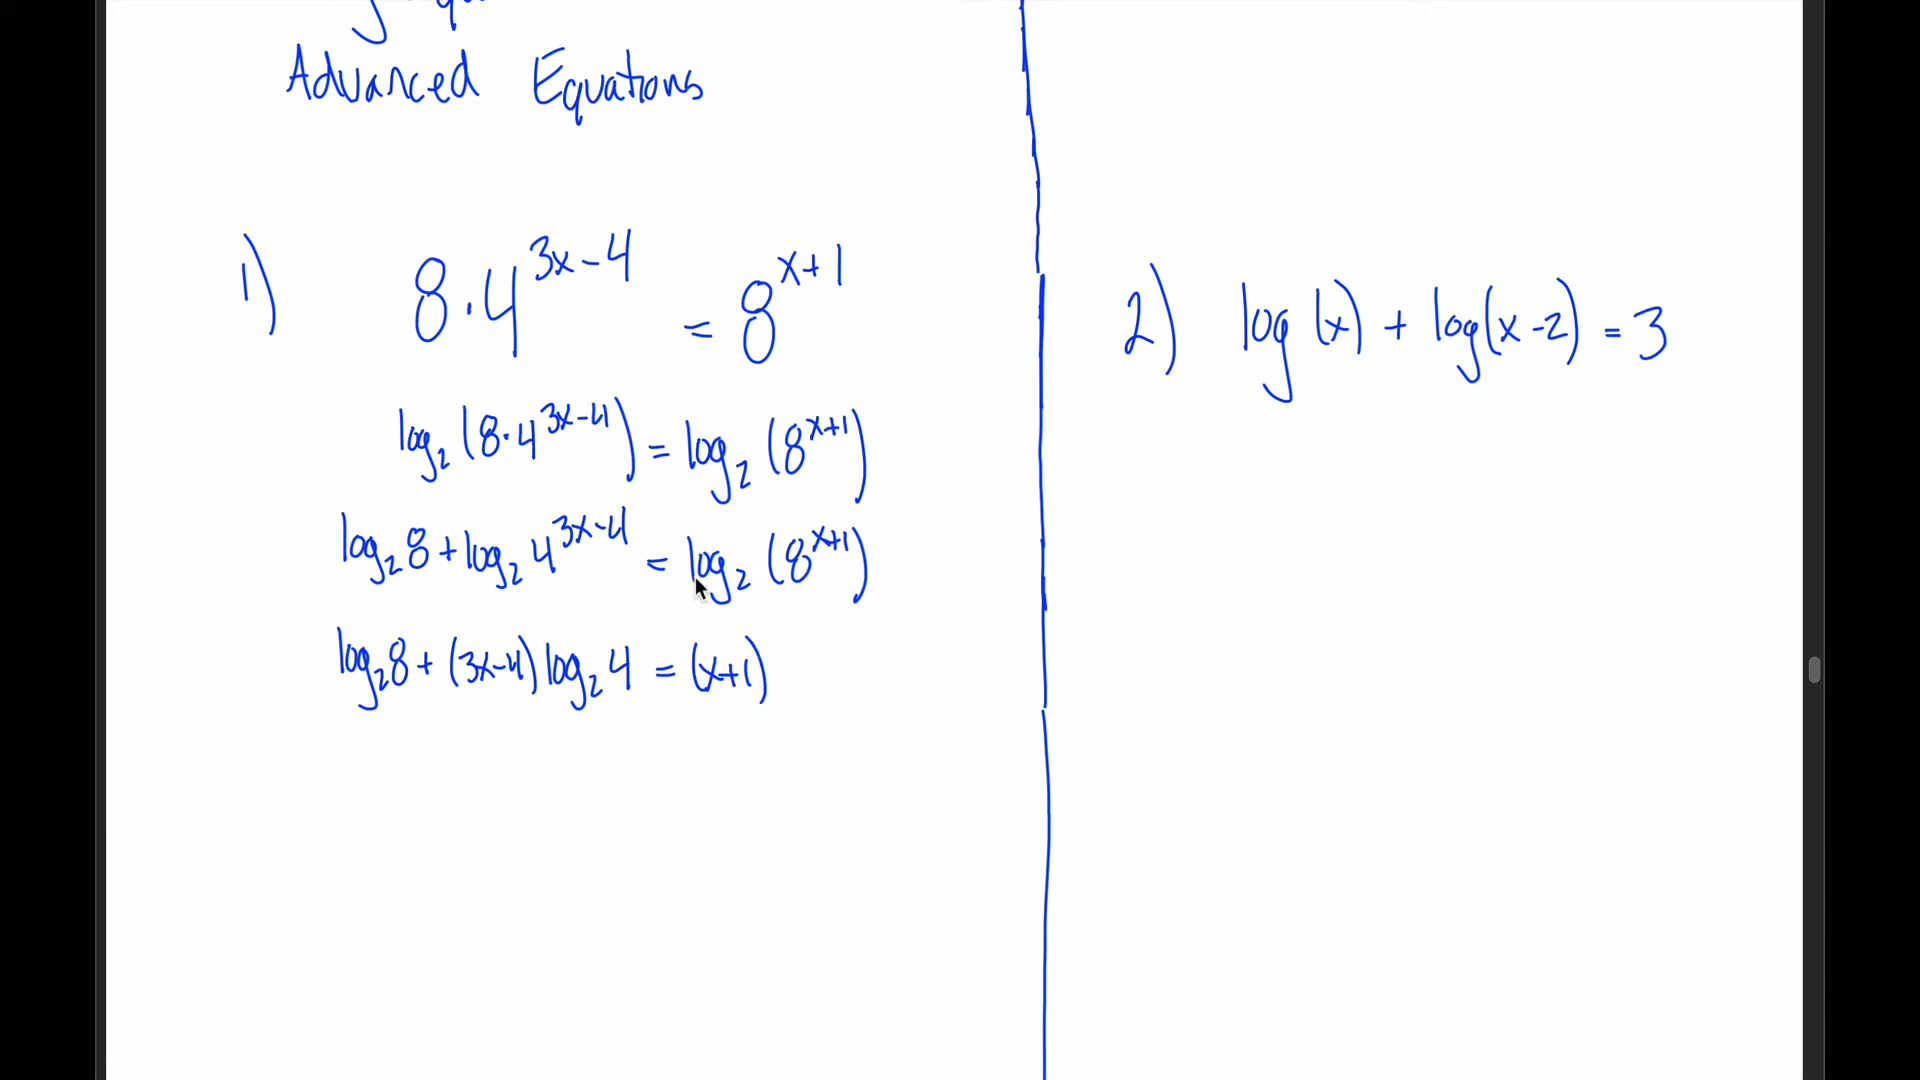 Advanced Equations
1) 8·4^{3x-4} = 8^{x+1}
log₂(8·4^{3x-4}) = log₂(8^{x+1})
log₂8 + log₂4^{3x-4} = log₂(8^{x+1})
log₂8 + (3x-4)log₂4 = (x+1)
2) log(x) + log(x-2) = 3